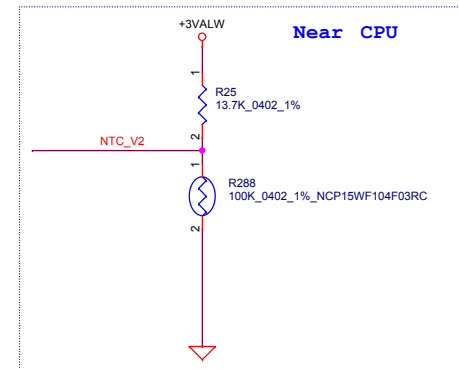 +3VALW
Near CPU
1
R25
13.7K_0402_1%
2
NTC_V2
1
R288
100K_0402_1%_NCP15WF104F03RC
2